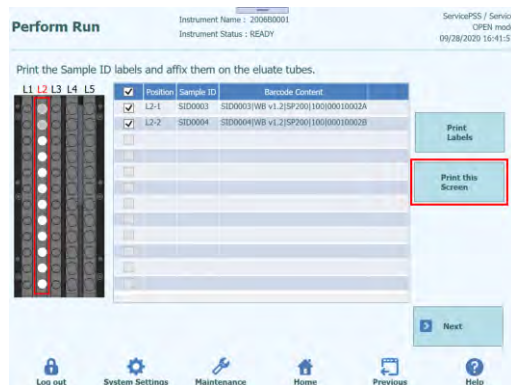 Perform Run
Instrument Name : 2006B0001
Instrument Status : READY
ServicePSS / Servic
OPEN mod
09/28/2020 16:41:5
Print the Sample ID labels and affix them on the eluate tubes.
L1 L2 L3 L4 L5
Position Sample ID Barcode Content
L2-1 SID0003 SID0003|WB v1.2|SP200|100|00010002A
L2-2 SID0004 SID0004|WB v1.2|SP200|100|00010002B
Print
Labels
Print this
Screen
Next
Log out System Settings Maintenance Home Previous Help